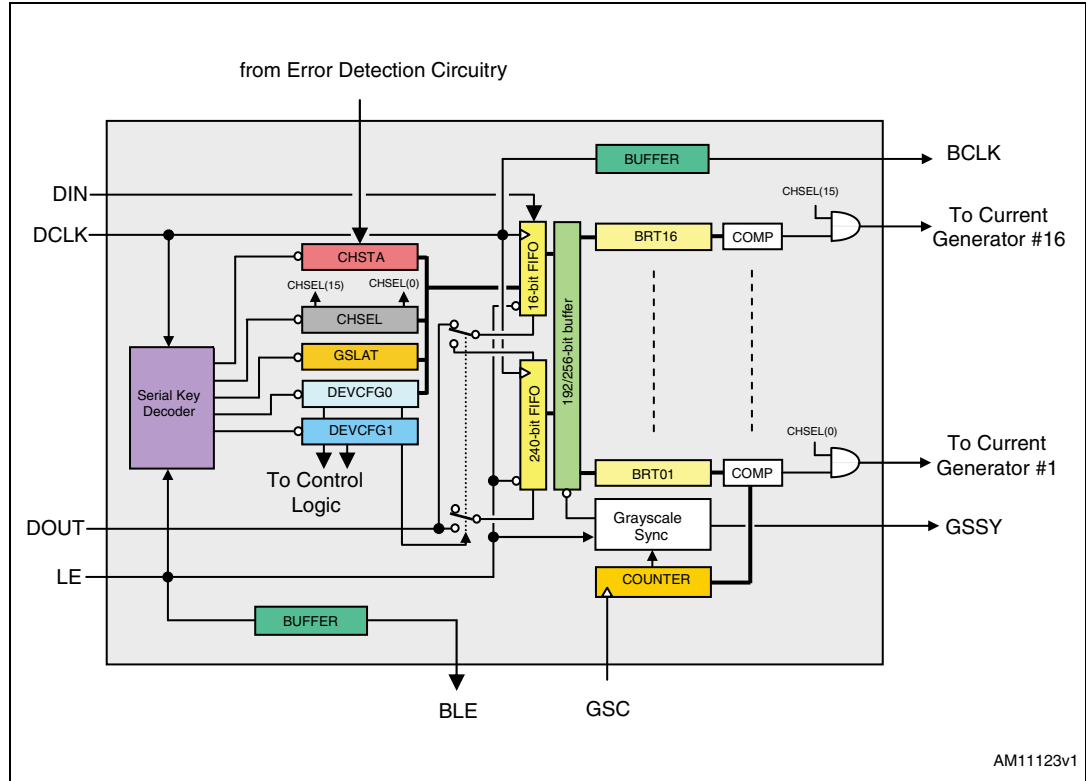 from Error Detection Circuitry
BUFFER
BCLK
DIN
CHSEL(15)
DCLK
CHSTA
16-bit FIFO
192/256-bit buffer
BRT16
COMP
To Current
Generator #16
CHSEL(15)
CHSEL(0)
CHSEL
GSLAT
Serial Key
Decoder
DEVCFG0
DEVCFG1
240-bit FIFO
To Control
Logic
CHSEL(0)
BRT01
COMP
To Current
Generator #1
DOUT
Grayscale
Sync
GSSY
LE
COUNTER
BUFFER
BLE
GSC
AM11123v1